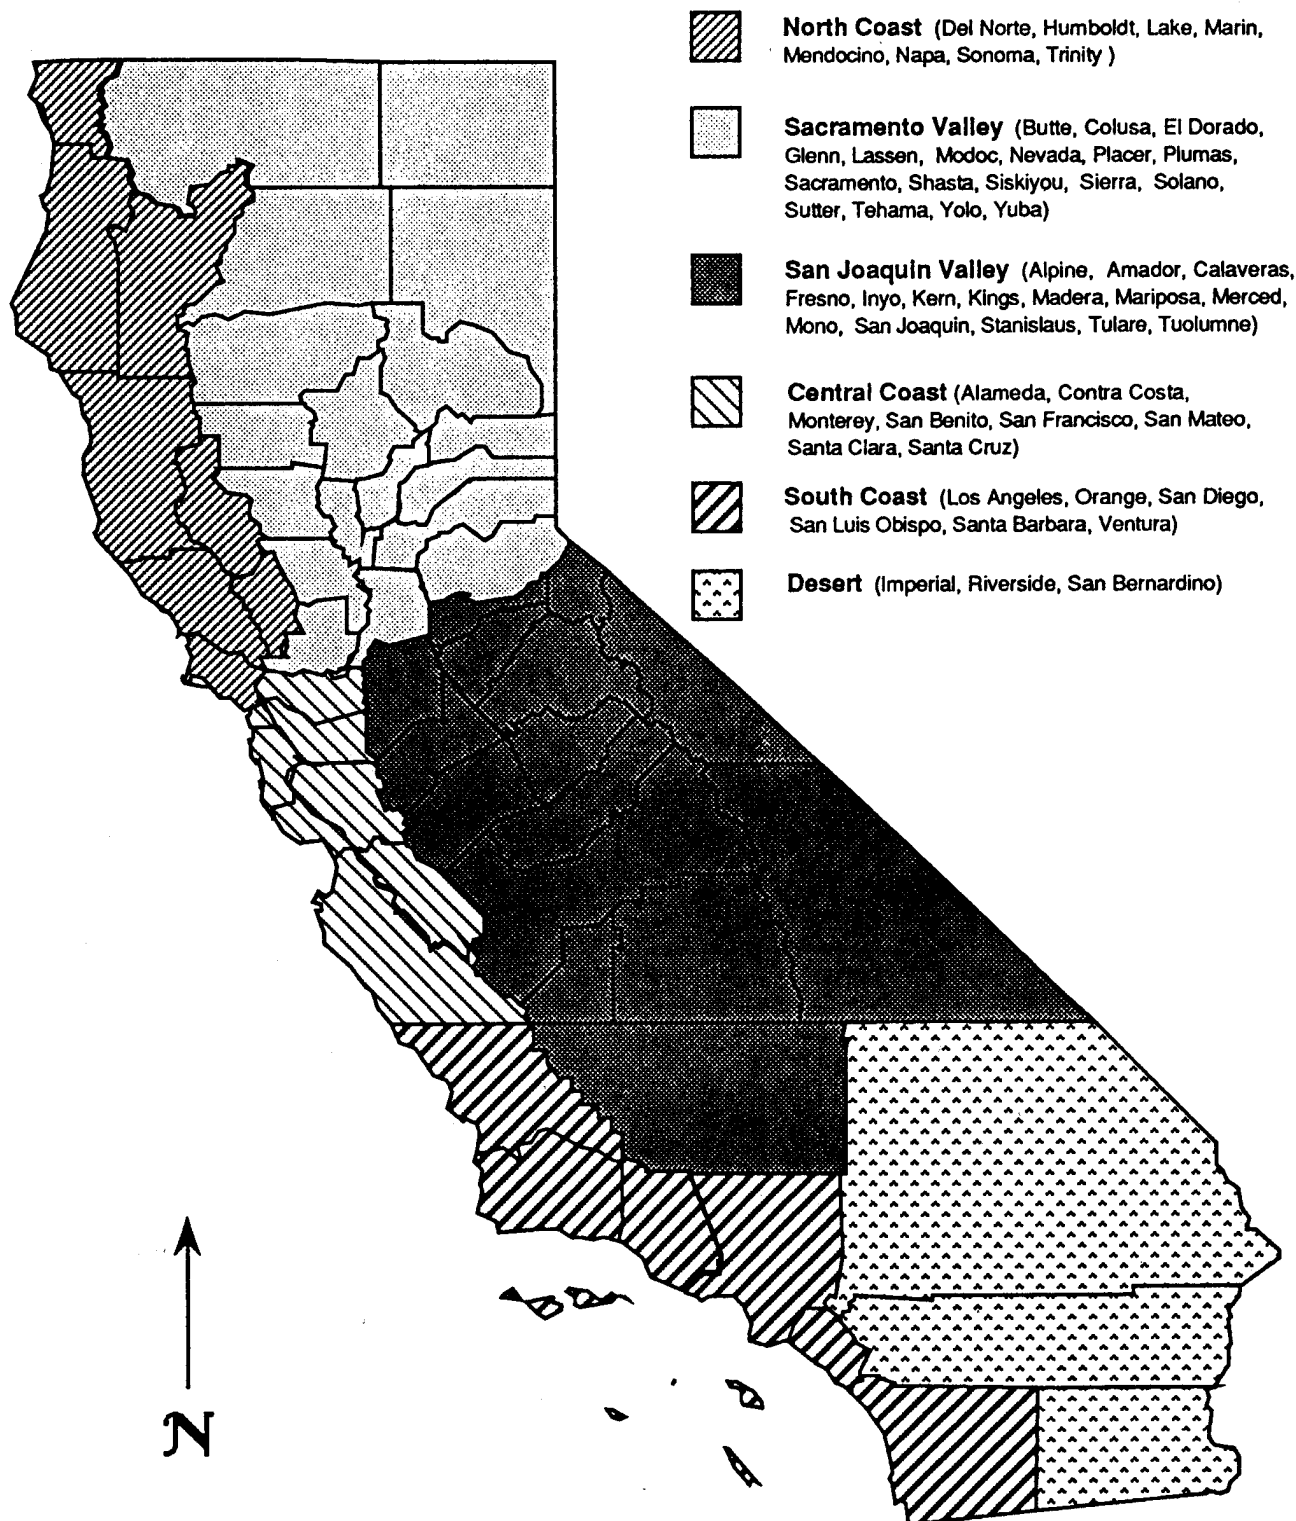 North Coast (Del Norte, Humboldt, Lake, Marin,
Mendocino, Napa, Sonoma, Trinity )
Sacramento Valley (Butte, Colusa, El Dorado,
Glenn, Lassen, Modoc, Nevada, Placer, Plumas,
Sacramento, Shasta, Siskiyou, Sierra, Solano,
Sutter, Tehama, Yolo, Yuba)
San Joaquin Valley (Alpine, Amador, Calaveras,
Fresno, Inyo, Kern, Kings, Madera, Mariposa, Merced,
Mono, San Joaquin, Stanislaus, Tulare, Tuolumne)
Central Coast (Alameda, Contra Costa,
Monterey, San Benito, San Francisco, San Mateo,
Santa Clara, Santa Cruz)
South Coast (Los Angeles, Orange, San Diego,
San Luis Obispo, Santa Barbara, Ventura)
Desert (Imperial, Riverside, San Bernardino)
N